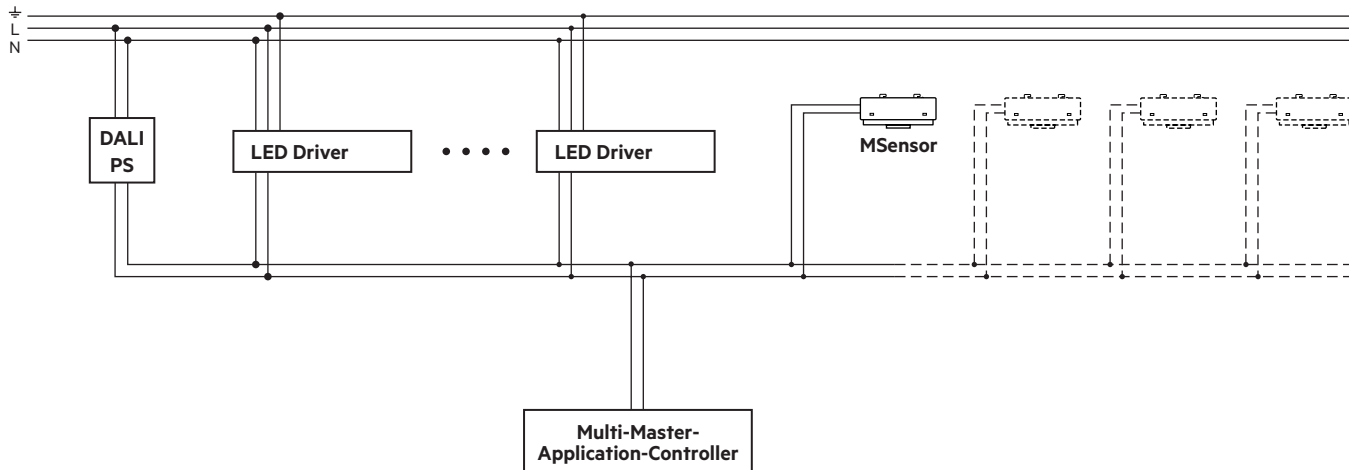 L
N
DALI
PS
LED Driver
LED Driver
MSensor
Multi-Master-
Application-Controller